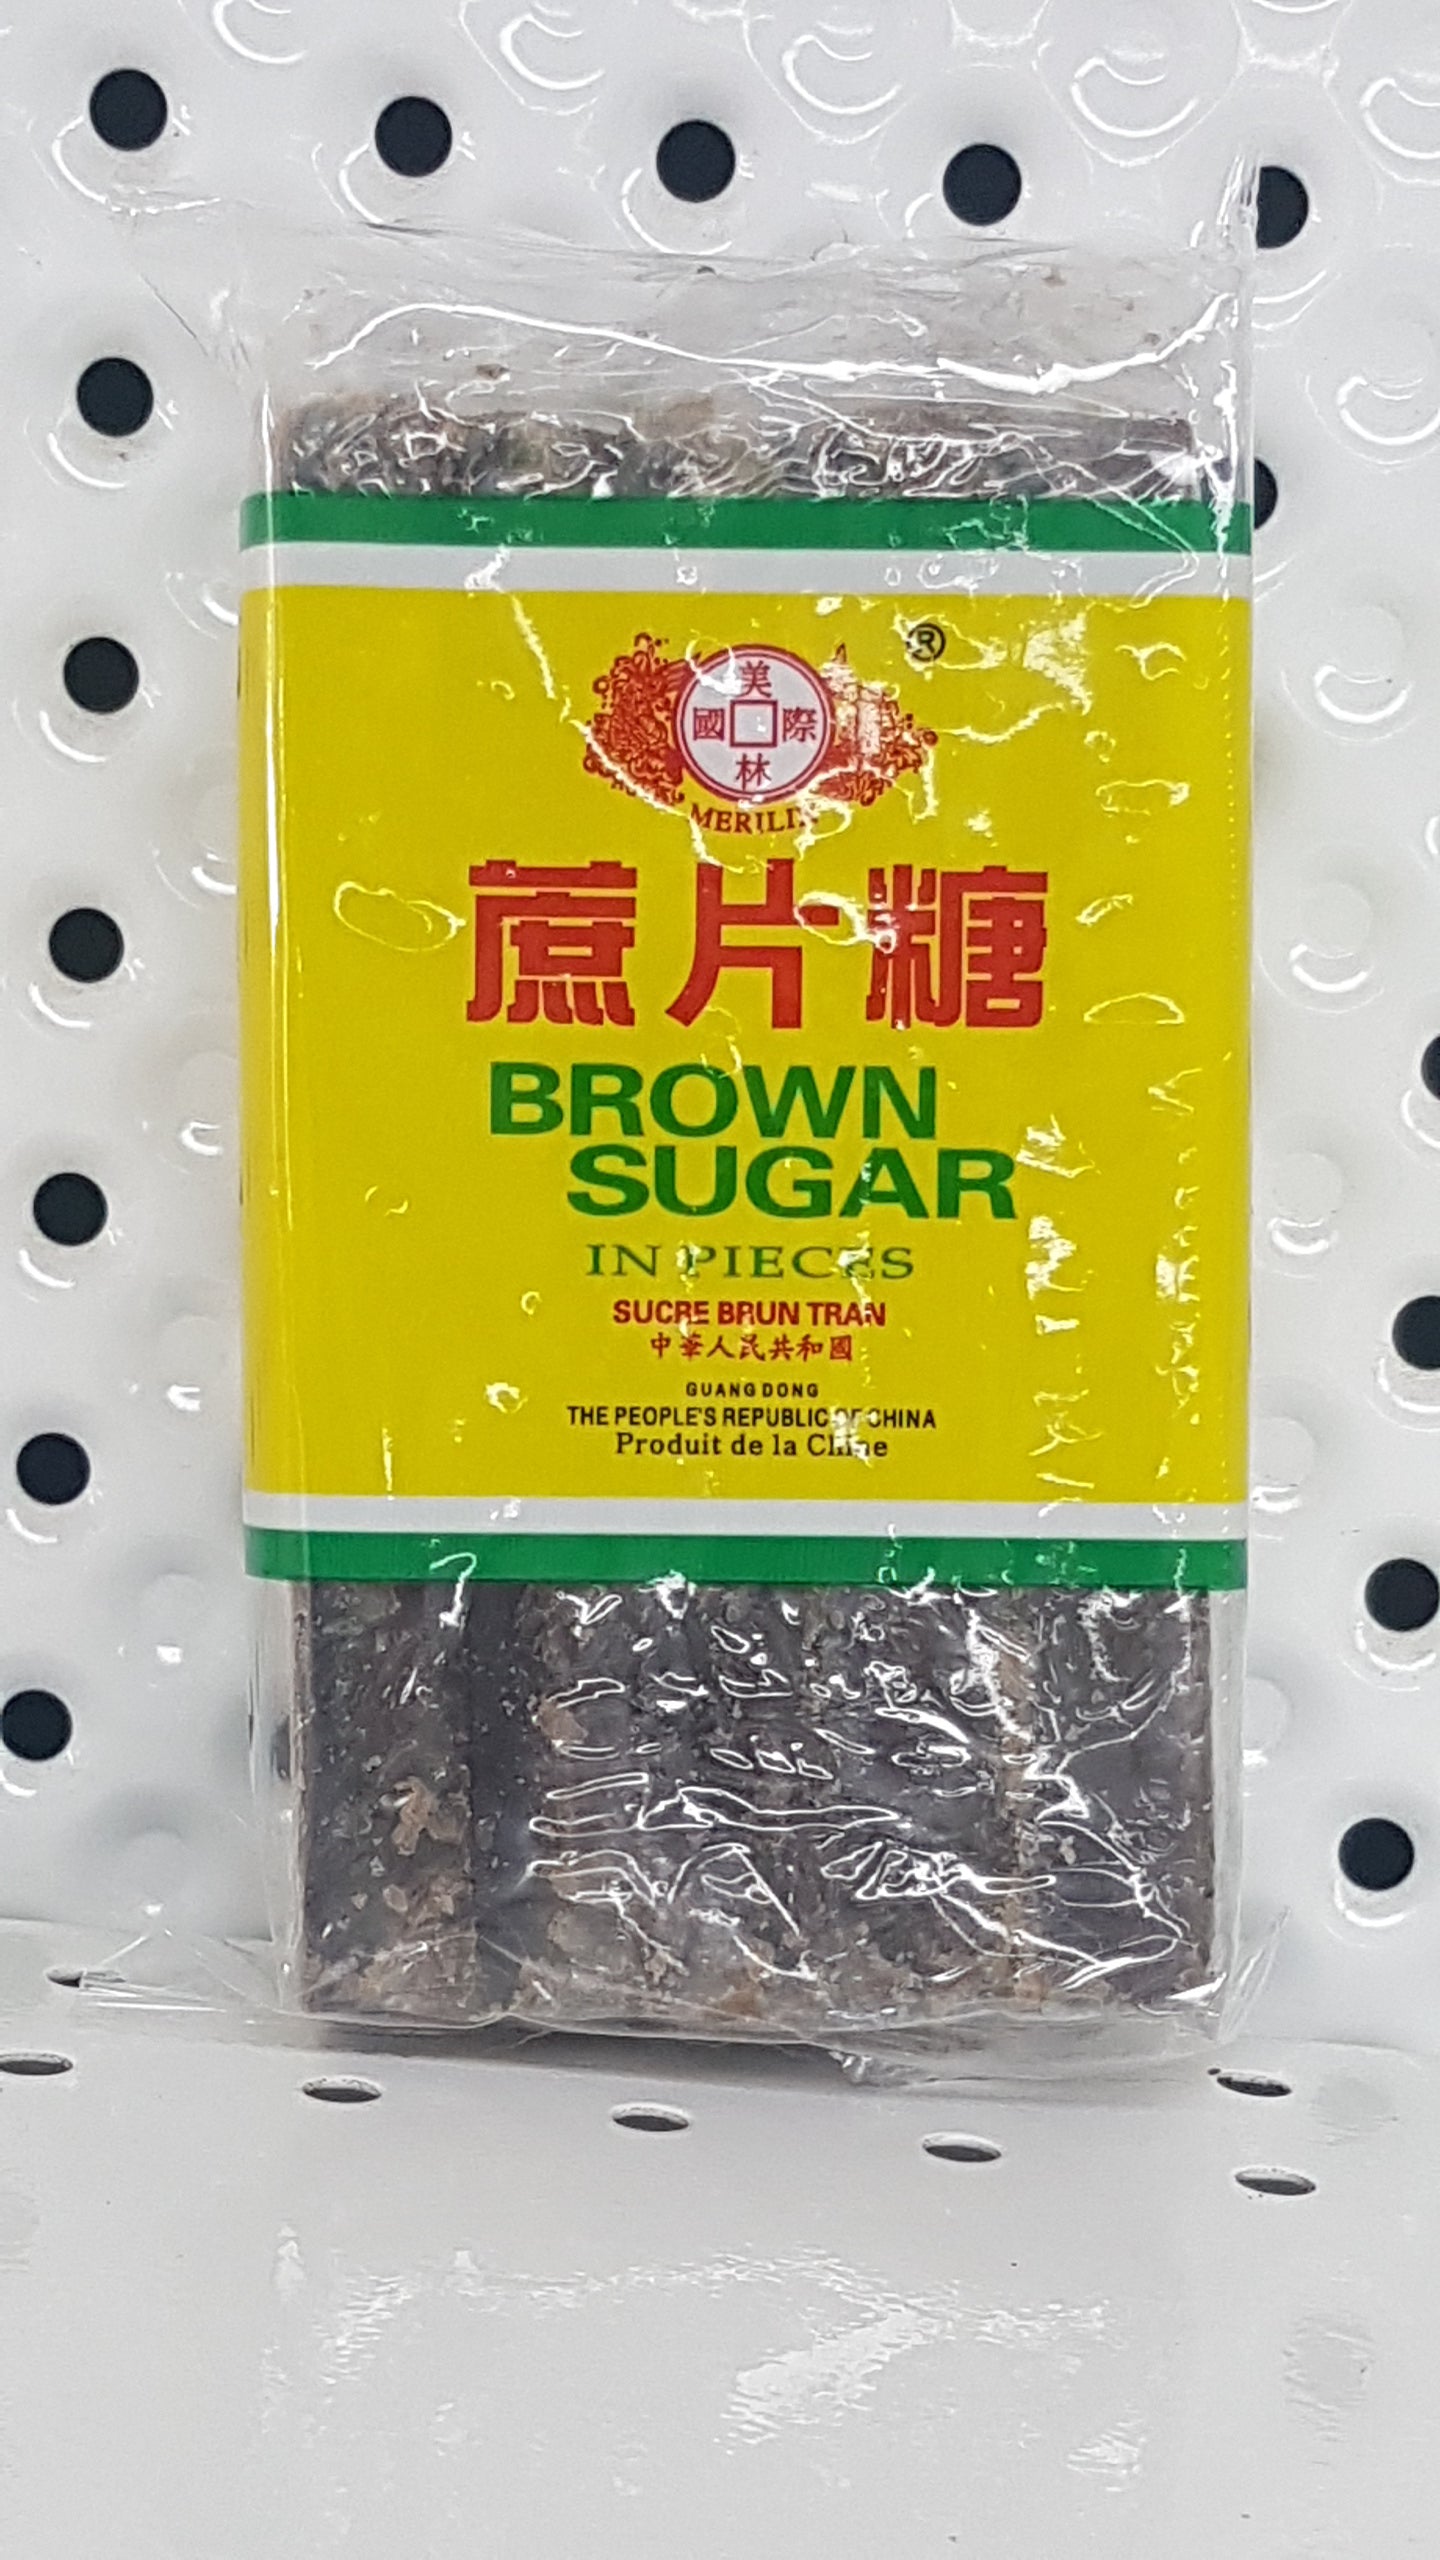 ®
美
國 際
林
MERILIN
蔗片糖
BROWN
SUGAR
IN PIECES
SUCRE BRUN TRAN
中華人民共和國
GUANG DONG
THE PEOPLE'S REPUBLIC OF CHINA
Produit de la Chine